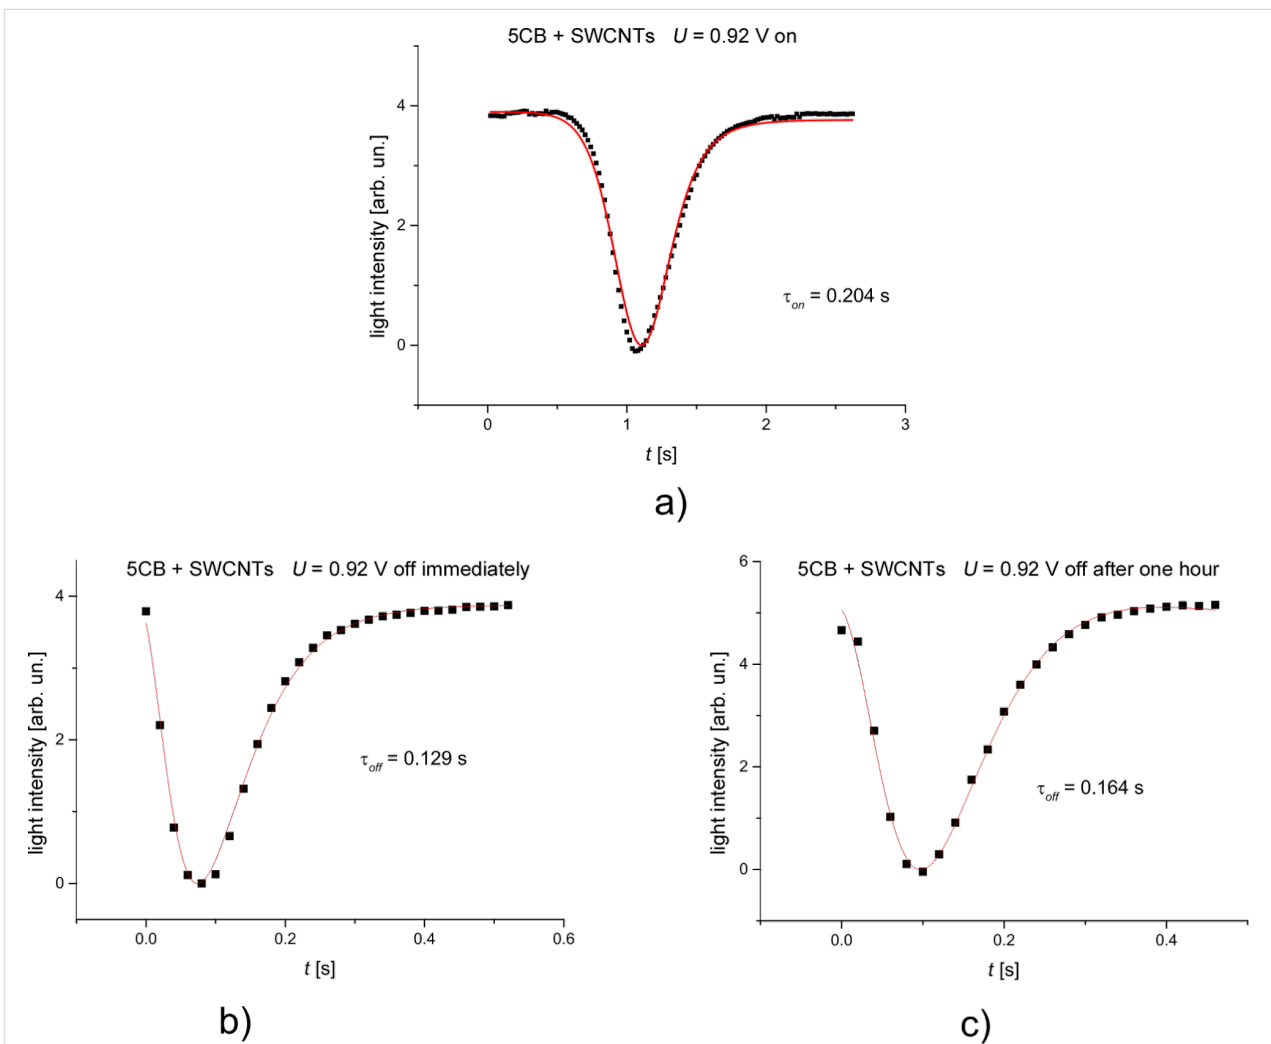 5CB + SWCNTs U = 0.92 V on
4
2
0
light intensity [arb. un.]
τon = 0.204 s
0 1 2 3
t [s]
a)
5CB + SWCNTs U = 0.92 V off immediately
4
2
0
light intensity [arb. un.]
τoff = 0.129 s
0.0 0.2 0.4 0.6
t [s]
b)
5CB + SWCNTs U = 0.92 V off after one hour
6
4
2
0
light intensity [arb. un.]
τoff = 0.164 s
0.0 0.2 0.4
t [s]
c)